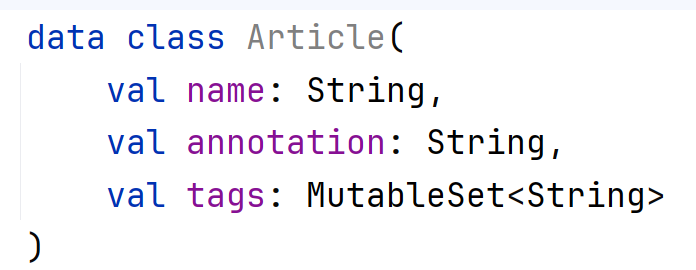 data class Article(
    val name: String,
    val annotation: String,
    val tags: MutableSet<String>
)